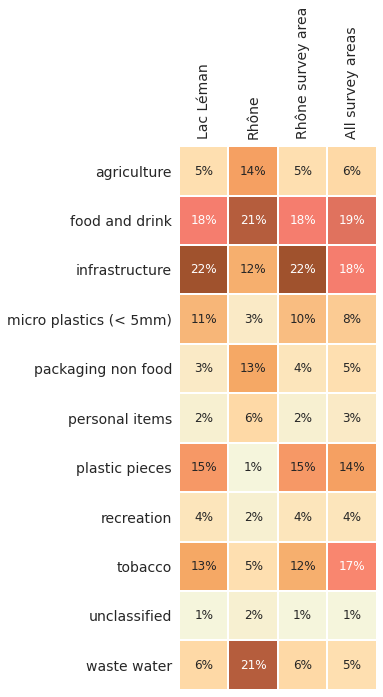 Lac Léman Rhône Rhône survey area All survey areas
agriculture 5% 14% 5% 6%
food and drink 18% 21% 18% 19%
infrastructure 22% 12% 22% 18%
micro plastics (< 5mm) 11% 3% 10% 8%
packaging non food 3% 13% 4% 5%
personal items 2% 6% 2% 3%
plastic pieces 15% 1% 15% 14%
recreation 4% 2% 4% 4%
tobacco 13% 5% 12% 17%
unclassified 1% 2% 1% 1%
waste water 6% 21% 6% 5%